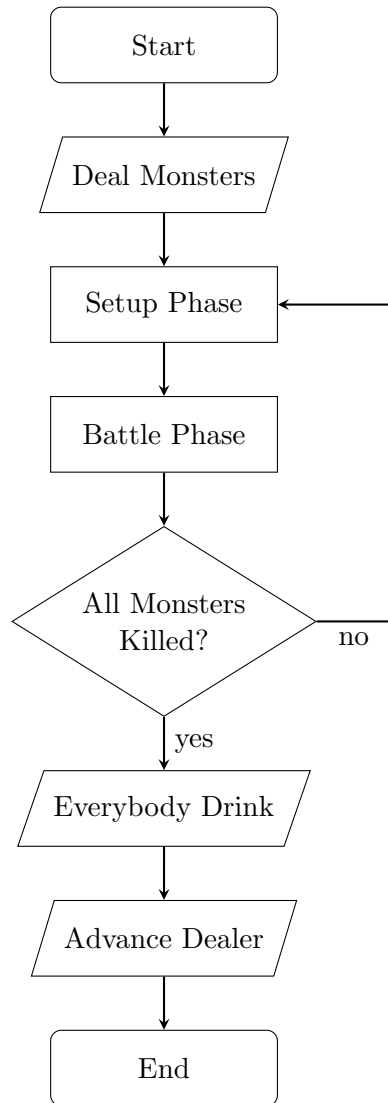 Start
Deal Monsters
Setup Phase
Battle Phase
All Monsters
Killed?
no
yes
Everybody Drink
Advance Dealer
End